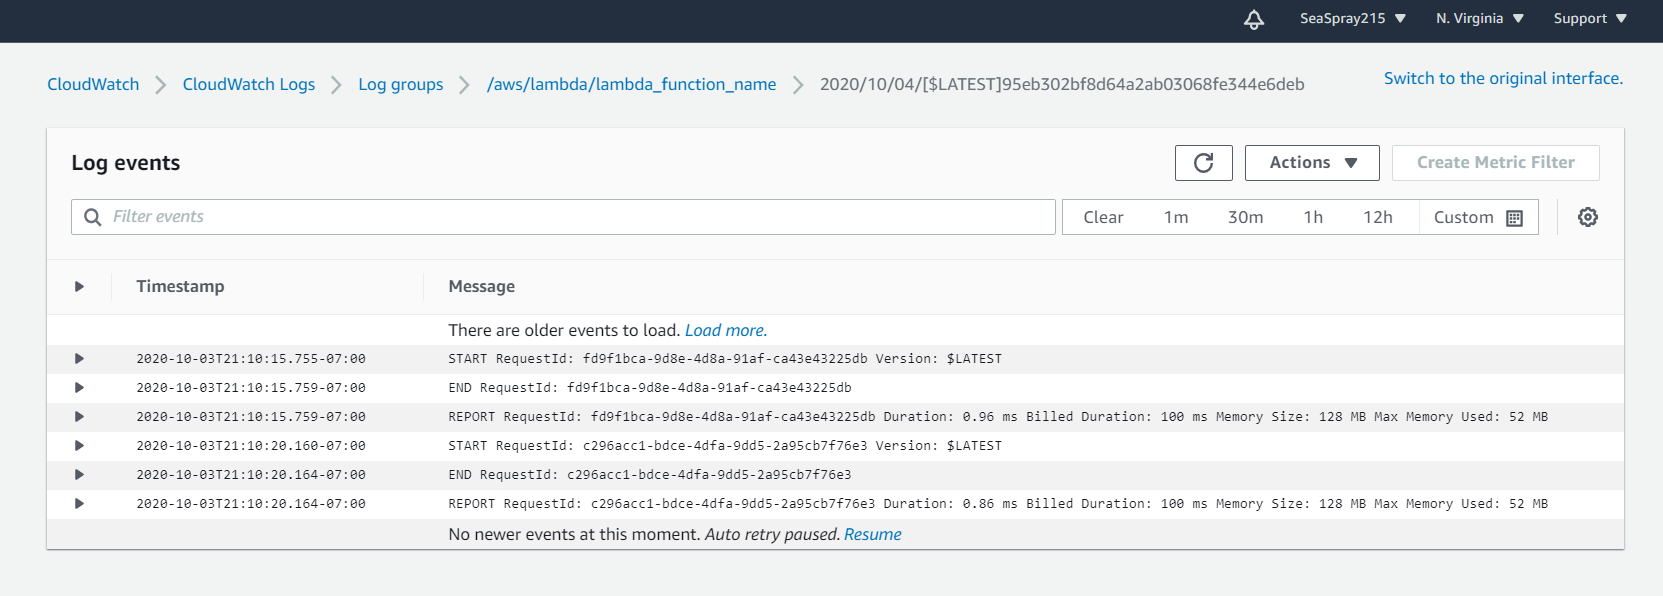 SeaSpray215 N. Virginia Support
CloudWatch CloudWatch Logs Log groups /aws/lambda/lambda_function_name 2020/10/04/[$LATEST]95eb302bf8d64a2ab03068fe344e6deb Switch to the original interface.
Log events Actions Create Metric Filter
Filter events Clear 1m 30m 1h 12h Custom
Timestamp Message
There are older events to load. Load more.
2020-10-03T21:10:15.755-07:00 START RequestId: fd9f1bca-9d8e-4d8a-91af-ca43e43225db Version: $LATEST
2020-10-03T21:10:15.759-07:00 END RequestId: fd9f1bca-9d8e-4d8a-91af-ca43e43225db
2020-10-03T21:10:15.759-07:00 REPORT RequestId: fd9f1bca-9d8e-4d8a-91af-ca43e43225db Duration: 0.96 ms Billed Duration: 100 ms Memory Size: 128 MB Max Memory Used: 52 MB
2020-10-03T21:10:20.160-07:00 START RequestId: c296acc1-bdce-4dfa-9dd5-2a95cb7f76e3 Version: $LATEST
2020-10-03T21:10:20.164-07:00 END RequestId: c296acc1-bdce-4dfa-9dd5-2a95cb7f76e3
2020-10-03T21:10:20.164-07:00 REPORT RequestId: c296acc1-bdce-4dfa-9dd5-2a95cb7f76e3 Duration: 0.86 ms Billed Duration: 100 ms Memory Size: 128 MB Max Memory Used: 52 MB
No newer events at this moment. Auto retry paused. Resume